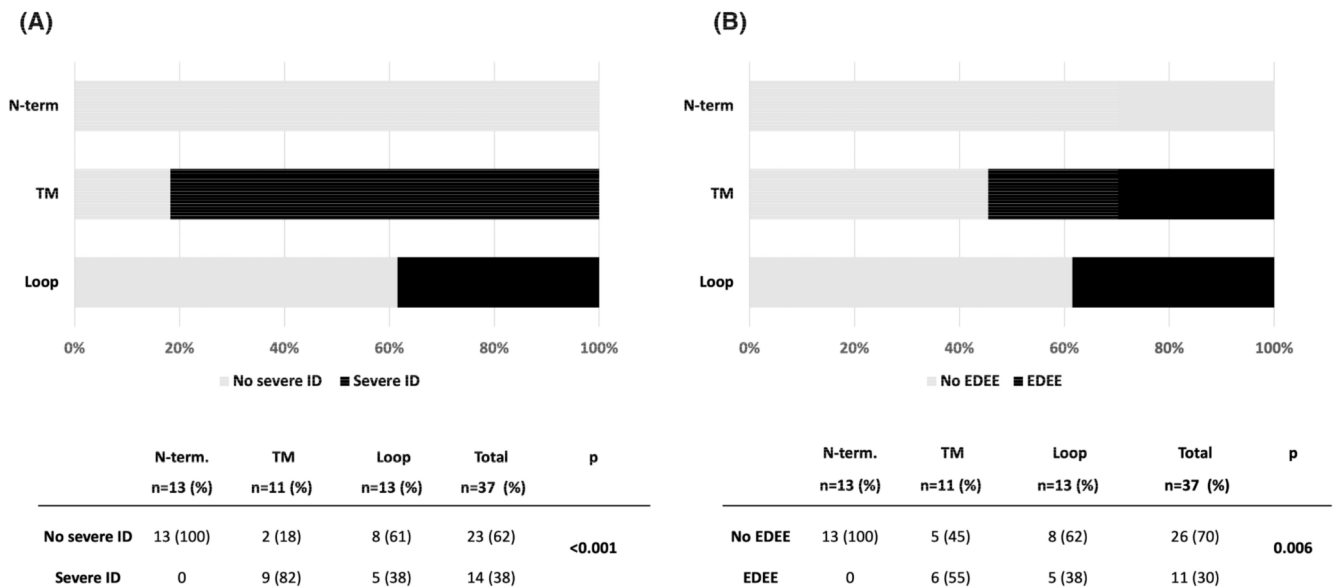 (A)
N-term
TM
Loop
0% 20% 40% 60% 80% 100%
No severe ID Severe ID
N-term. TM Loop Total p
n=13 (%) n=11 (%) n=13 (%) n=37 (%)
No severe ID 13 (100) 2 (18) 8 (61) 23 (62)
<0.001
Severe ID 0 9 (82) 5 (38) 14 (38)
(B)
N-term
TM
Loop
0% 20% 40% 60% 80% 100%
No EDEE EDEE
N-term. TM Loop Total p
n=13 (%) n=11 (%) n=13 (%) n=37 (%)
No EDEE 13 (100) 5 (45) 8 (62) 26 (70)
0.006
EDEE 0 6 (55) 5 (38) 11 (30)